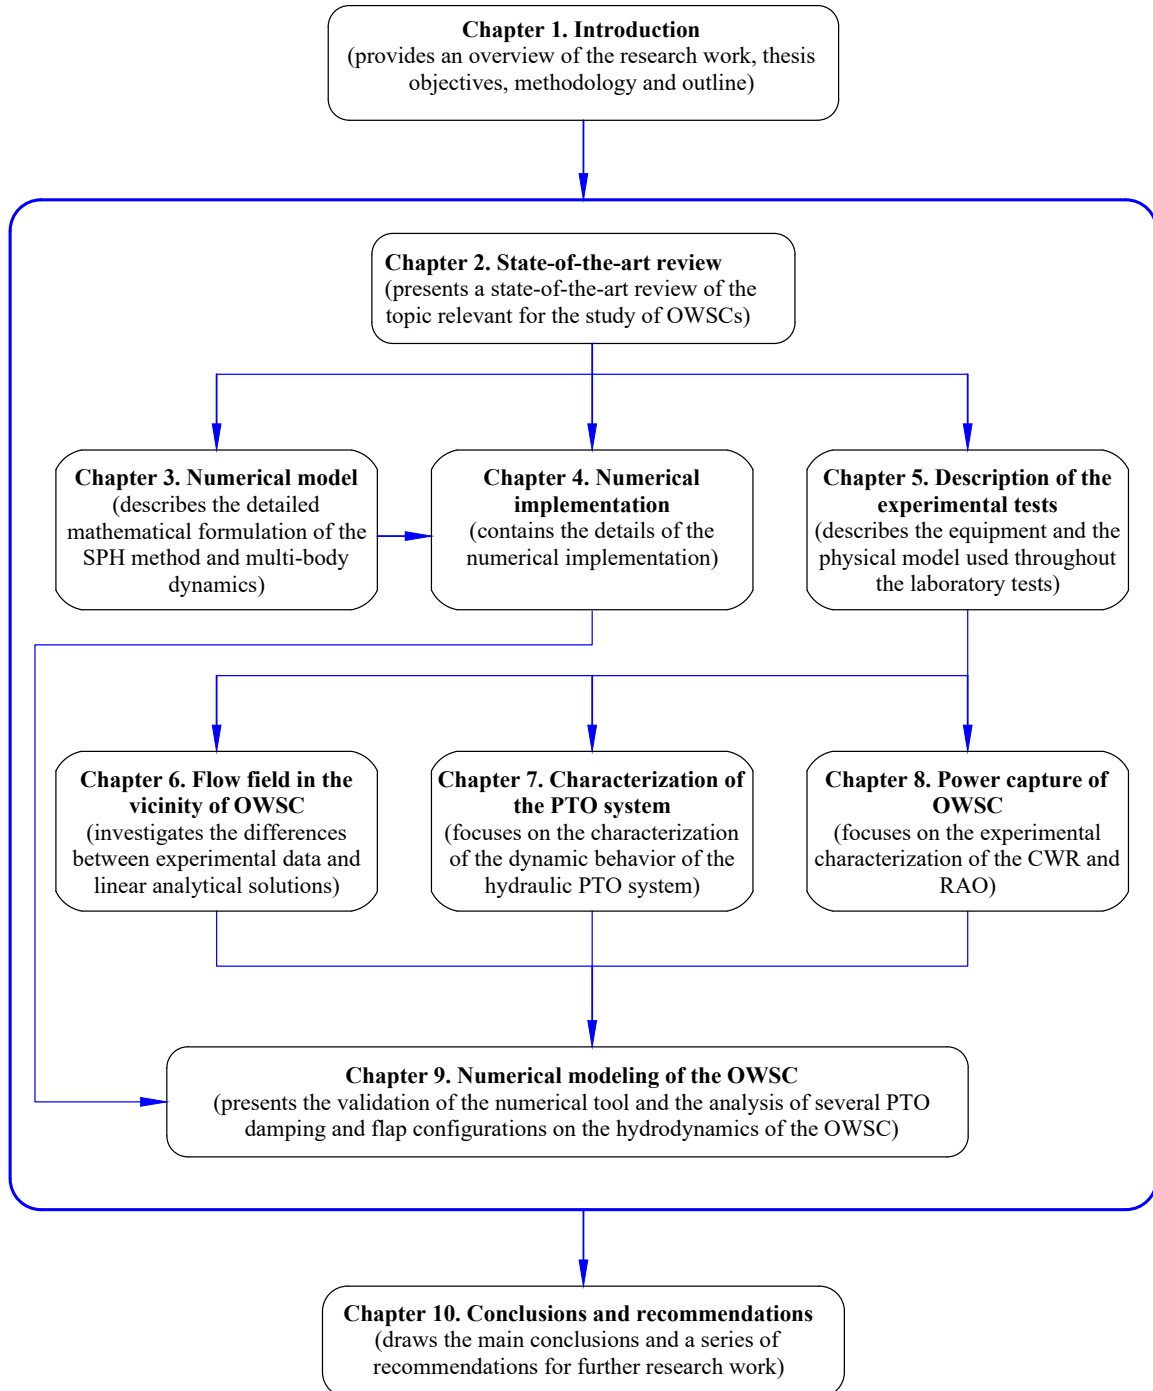 Chapter 1. Introduction
(provides an overview of the research work, thesis
objectives, methodology and outline)
Chapter 2. State-of-the-art review
(presents a state-of-the-art review of the
topic relevant for the study of OWSCs)
Chapter 3. Numerical model
(describes the detailed
mathematical formulation of the
SPH method and multi-body
dynamics)
Chapter 4. Numerical
implementation
(contains the details of the
numerical implementation)
Chapter 5. Description of the
experimental tests
(describes the equipment and the
physical model used throughout
the laboratory tests)
Chapter 6. Flow field in the
vicinity of OWSC
(investigates the differences
between experimental data and
linear analytical solutions)
Chapter 7. Characterization of
the PTO system
(focuses on the characterization
of the dynamic behavior of the
hydraulic PTO system)
Chapter 8. Power capture of
OWSC
(focuses on the experimental
characterization of the CWR and
RAO)
Chapter 9. Numerical modeling of the OWSC
(presents the validation of the numerical tool and the analysis of several PTO
damping and flap configurations on the hydrodynamics of the OWSC)
Chapter 10. Conclusions and recommendations
(draws the main conclusions and a series of
recommendations for further research work)